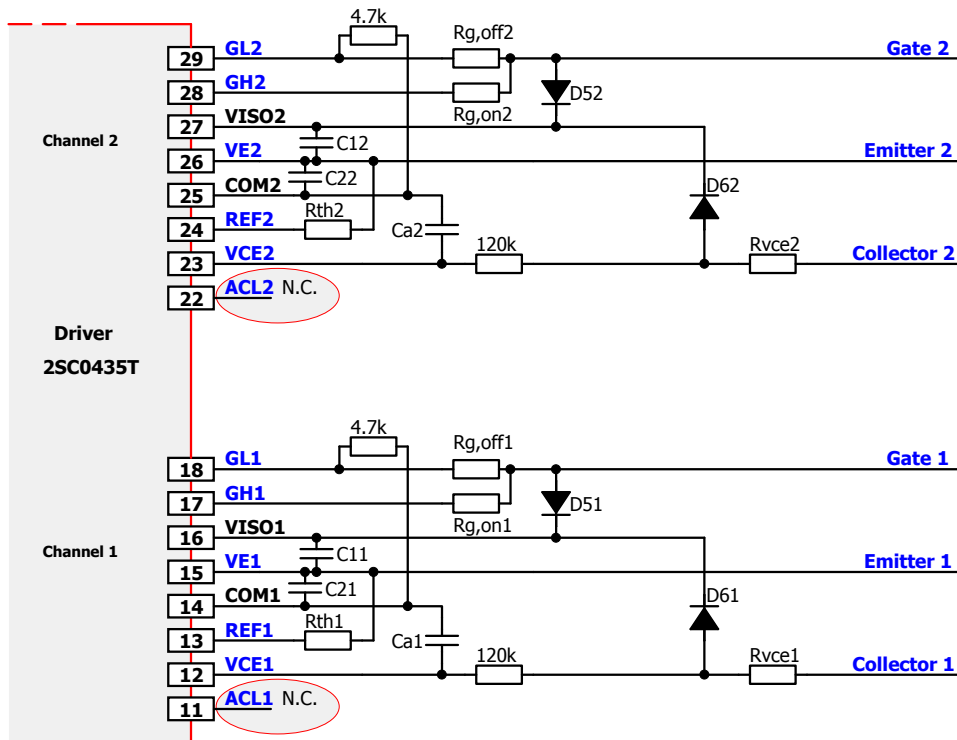 4.7k
Rg,off2
29 GL2 Gate 2
28 GH2
D52
Rg,on2
27 VISO2
Channel 2
C12
26 VE2 Emitter 2
C22
25 COM2
D62
24 REF2
Rth2
Ca2
23 VCE2 120k Rvce2 Collector 2
22 ACL2 N.C.
Driver
2SC0435T
4.7k
Rg,off1
18 GL1 Gate 1
17 GH1
D51
Rg,on1
16 VISO1
Channel 1
C11
15 VE1 Emitter 1
C21
14 COM1
D61
13 REF1
Rth1
Ca1
12 VCE1 120k Rvce1 Collector 1
11 ACL1 N.C.